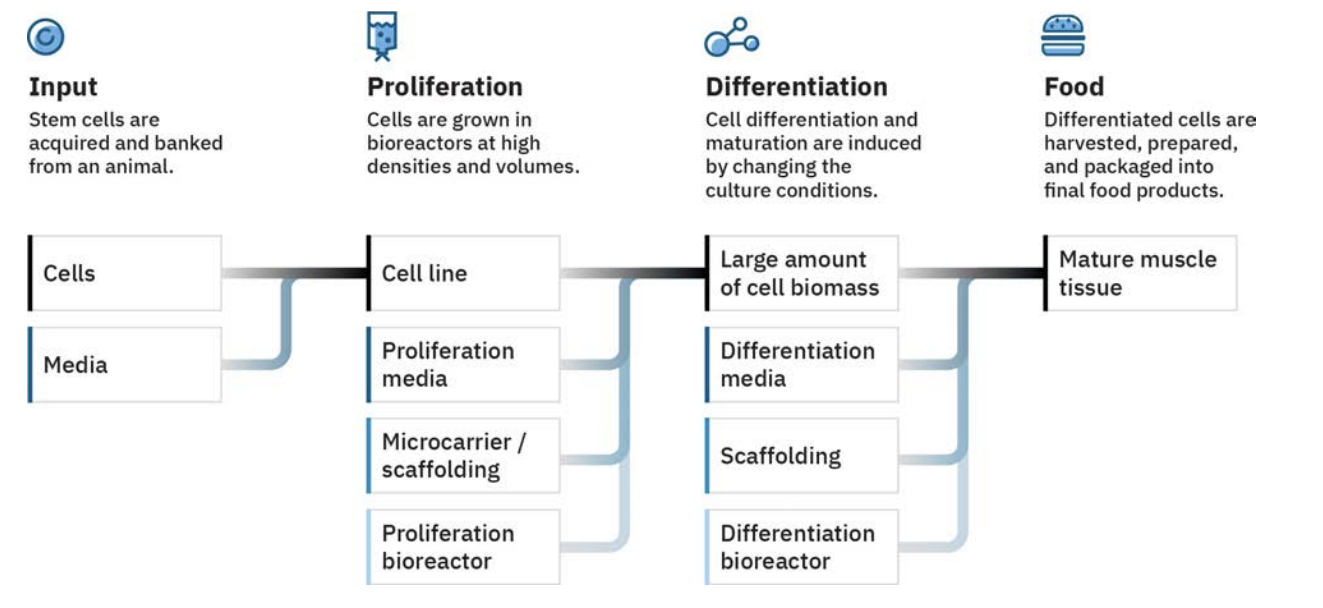 Input
Stem cells are
acquired and banked
from an animal.
Proliferation
Cells are grown in
bioreactors at high
densities and volumes.
Differentiation
Cell differentiation and
maturation are induced
by changing the
culture conditions.
Food
Differentiated cells are
harvested, prepared,
and packaged into
final food products.
Cells
Media
Cell line
Proliferation
media
Microcarrier /
scaffolding
Proliferation
bioreactor
Large amount
of cell biomass
Differentiation
media
Scaffolding
Differentiation
bioreactor
Mature muscle
tissue